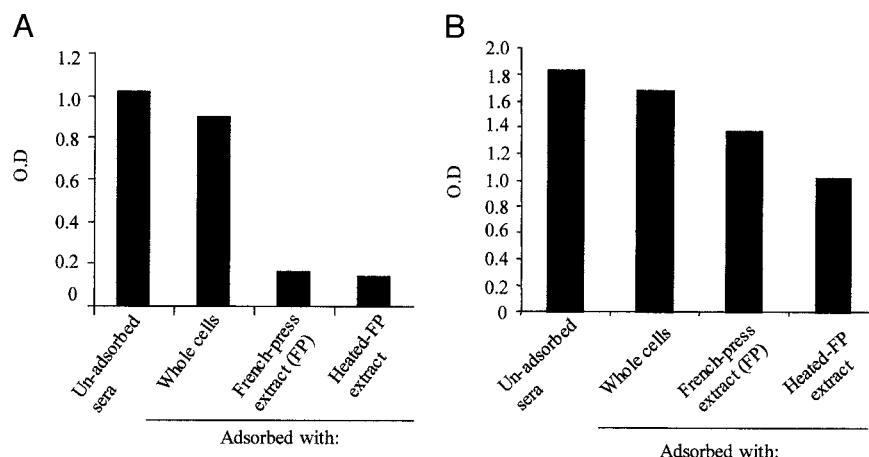 A
1.2
1.0
0.8
0.6
0.4
0.2
0
O.D
Un-adsorbed
sera
Whole cells
French-press
extract (FP)
Heated-FP
extract
Adsorbed with:
B
2.0
1.8
1.6
1.4
1.2
1.0
0.8
0.6
0.4
0.2
0
O.D
Un-adsorbed
sera
Whole cells
French-press
extract (FP)
Heated-FP
extract
Adsorbed with: